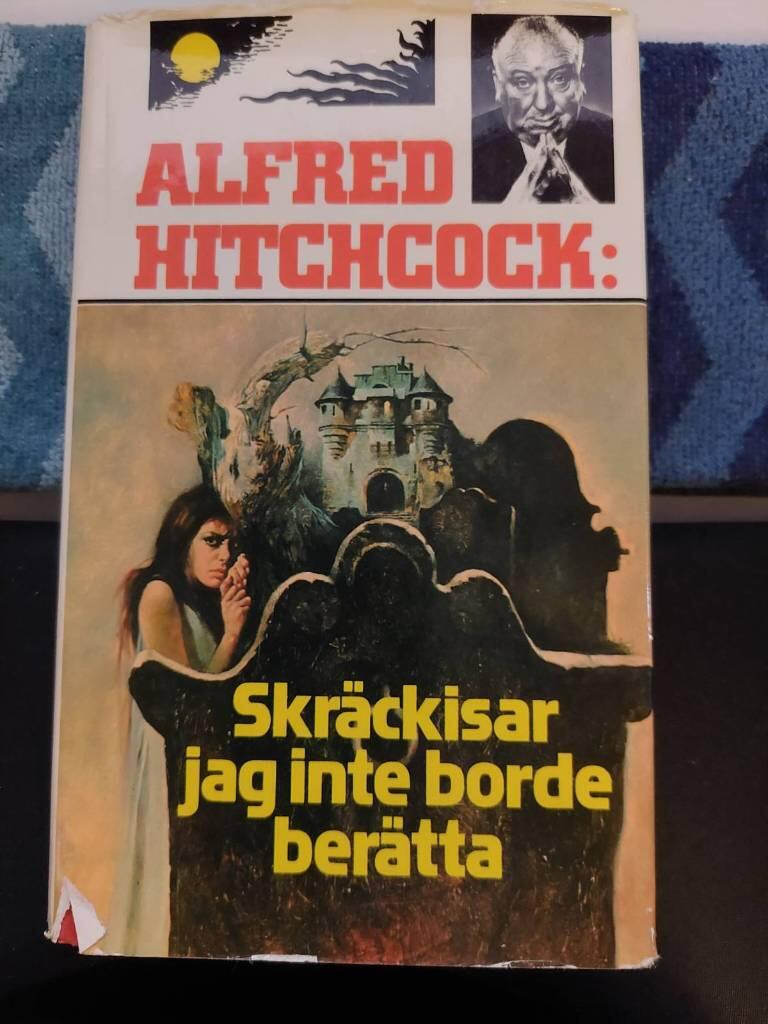 ALFRED
HITCHCOCK:
Skräckisar
jag inte borde
berätta